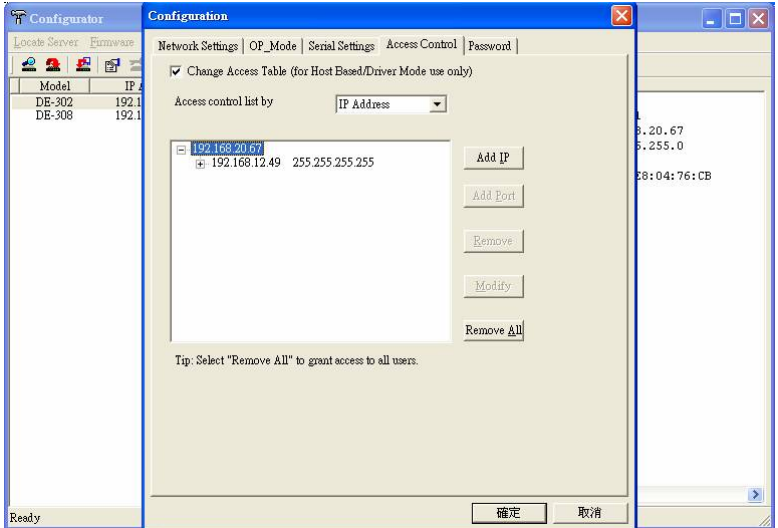 Configurator
Configuration
Locate Server Firmware
Network Settings OP_Mode Serial Settings Access Control Password
Change Access Table (for Host Based/Driver Mode use only)
Model IP
DE-302 192.1
DE-308 192.1
Access control list by IP Address
192.168.20.67
192.168.12.49 255.255.255.255
Add IP
Add Port
Remove
Modify
Remove All
Tip: Select "Remove All" to grant access to all users.
.20.67
.255.0
E8:04:76:CB
確定 取消
Ready